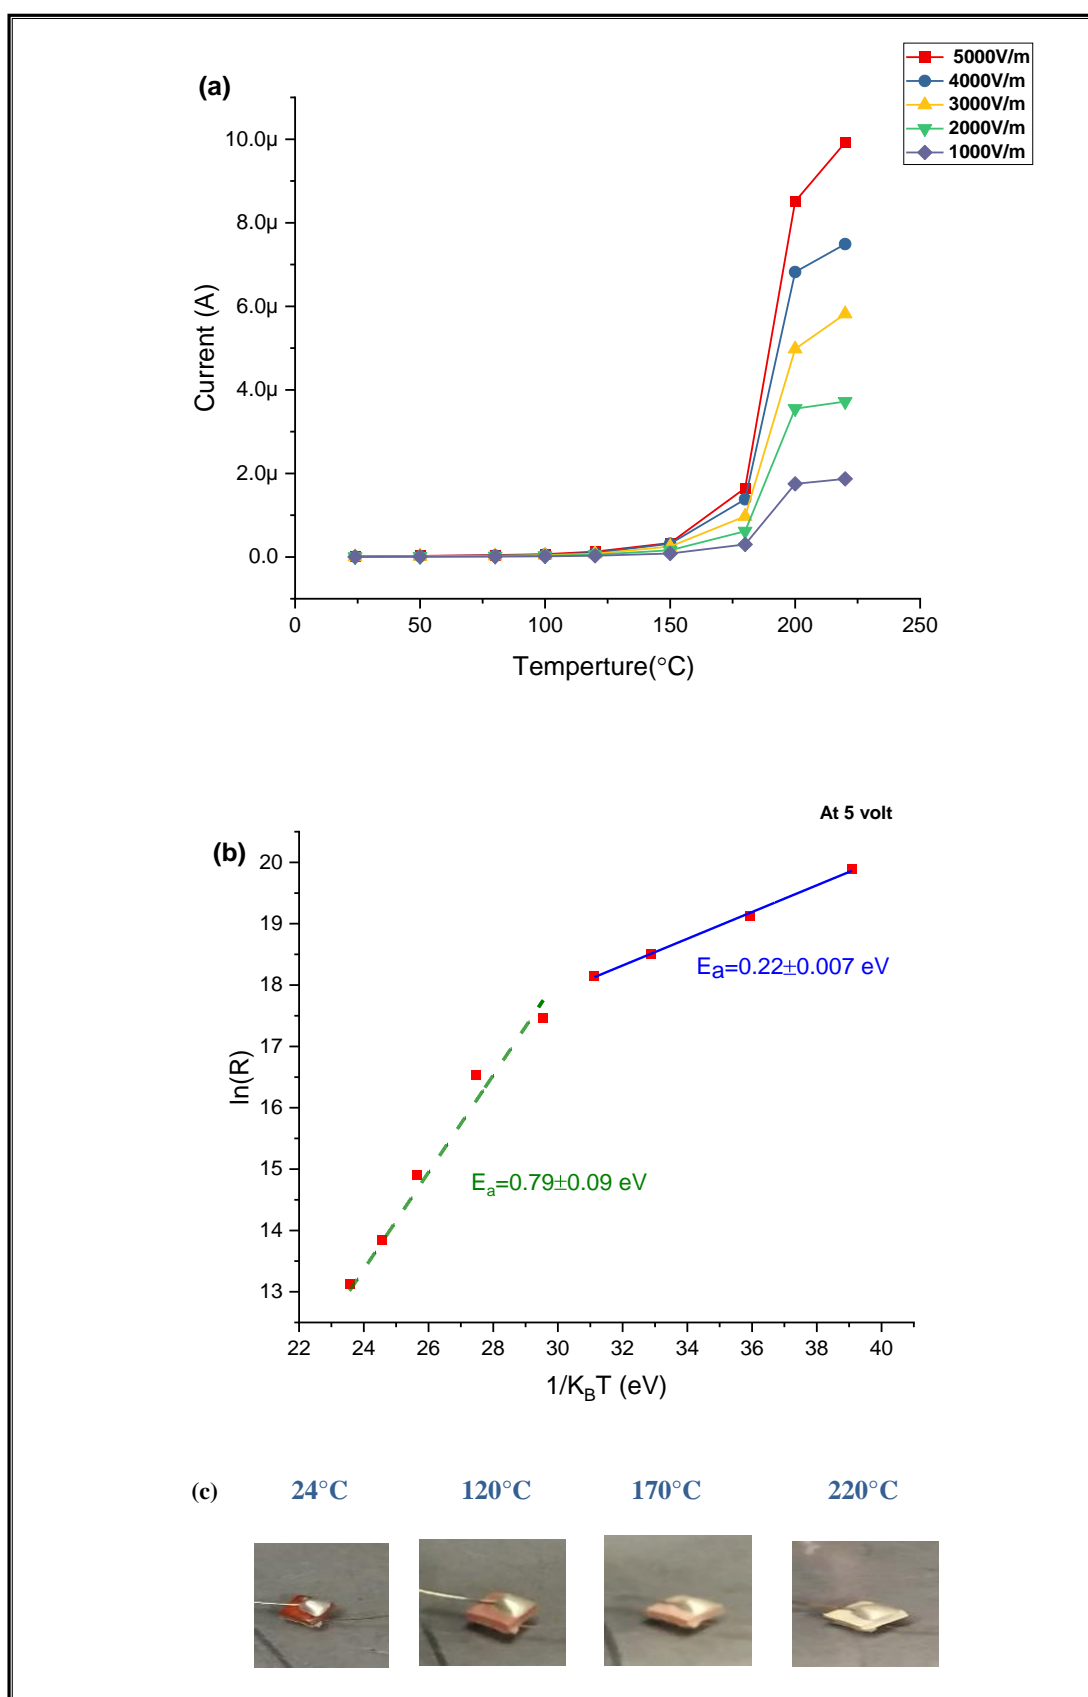 (a)
5000V/m
4000V/m
3000V/m
2000V/m
1000V/m
10.0µ
8.0µ
6.0µ
4.0µ
2.0µ
0.0
Current (A)
0 50 100 150 200 250
Temperture(°C)
At 5 volt
(b)
20
19
18
17
16
15
14
13
ln(R)
Ea=0.22±0.007 eV
Ea=0.79±0.09 eV
22 24 26 28 30 32 34 36 38 40
1/KBT (eV)
(c) 24°C 120°C 170°C 220°C